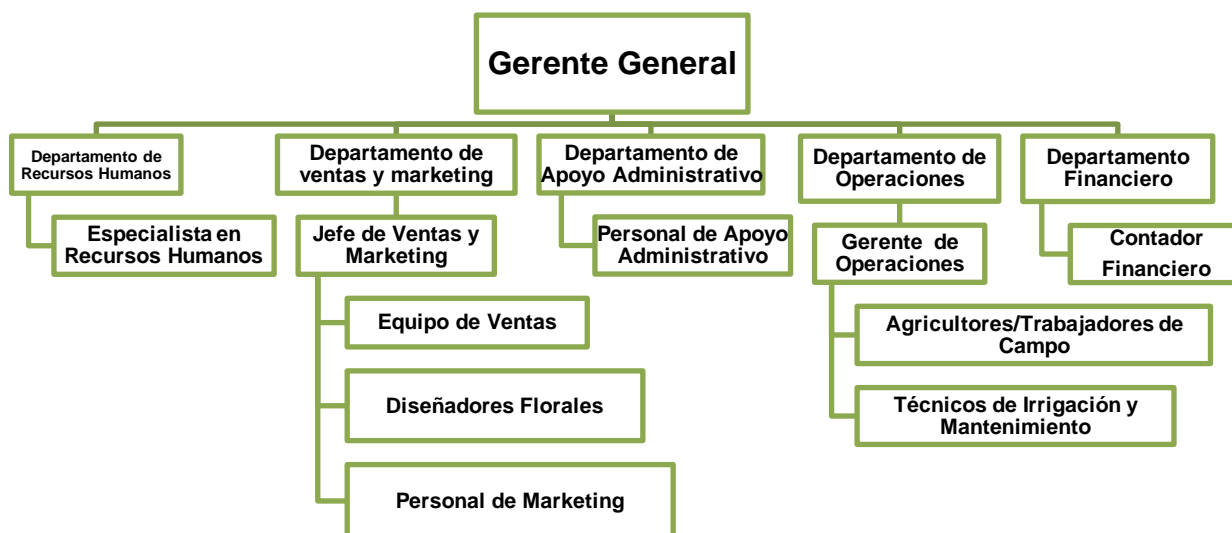 Gerente General
Departamento de
Recursos Humanos
Departamento de
ventas y marketing
Departamento de
Apoyo Administrativo
Departamento de
Operaciones
Departamento
Financiero
Especialista en
Recursos Humanos
Jefe de Ventas y
Marketing
Personal de Apoyo
Administrativo
Gerente de
Operaciones
Contador
Financiero
Equipo de Ventas
Diseñadores Florales
Personal de Marketing
Agricultores/Trabajadores de
Campo
Técnicos de Irrigación y
Mantenimiento